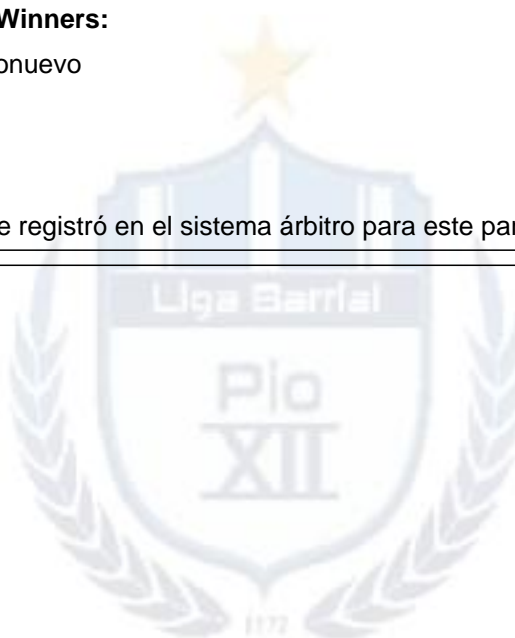 Winners:
onuevo
e registró en el sistema árbitro para este par
Liga Barrial
Pio
XII